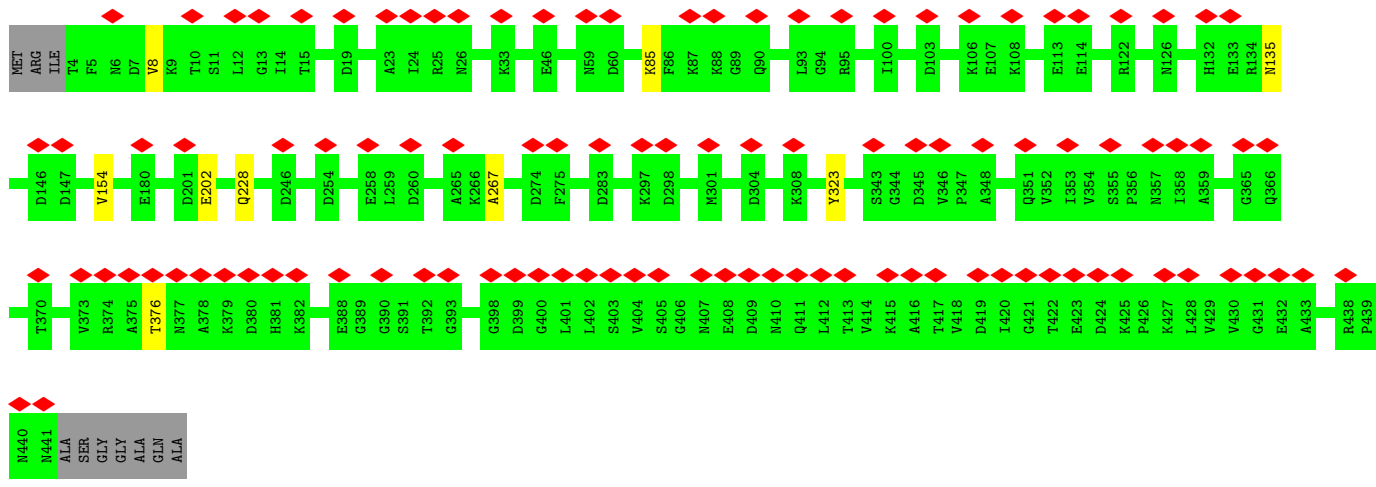 MET ARG ILE T4 F5 N6 D7 V8 K9 T10 S11 L12 G13 I14 T15 D19 A23 I24 R25 N26 K33 E46 N59 D60 K85 F86 K87 K88 G89 Q90 L93 G94 R95 I100 D103 K106 E107 K108 E113 E114 R122 N126 H132 E133 R134 N135
D146 D147 V154 E180 D201 E202 Q228 D246 D254 E258 L259 D260 A265 K266 A267 D274 F275 D283 K297 D298 M301 D304 K308 Y323 S343 G344 D345 V346 P347 A348 Q351 V352 I353 V354 S355 P356 N357 I358 A359 G365 Q366
T370 V373 R374 A375 T376 N377 A378 K379 D380 H381 K382 E388 G389 G390 S391 T392 G393 G398 D399 G400 L401 L402 S403 V404 S405 G406 N407 E408 D409 N410 Q411 L412 T413 V414 K415 A416 T417 V418 D419 I420 G421 T422 E423 D424 K425 P426 K427 L428 V429 V430 G431 E432 A433 R438 P439
N440 N441 ALA SER GLY GLY ALA GLN ALA